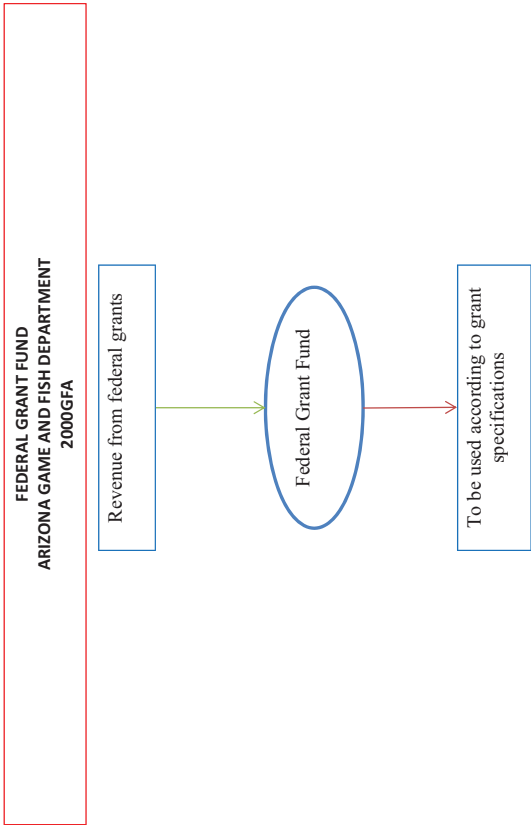 FEDERAL GRANT FUND
ARIZONA GAME AND FISH DEPARTMENT
2000GFA
Revenue from federal grants
Federal Grant Fund
To be used according to grant
specifications